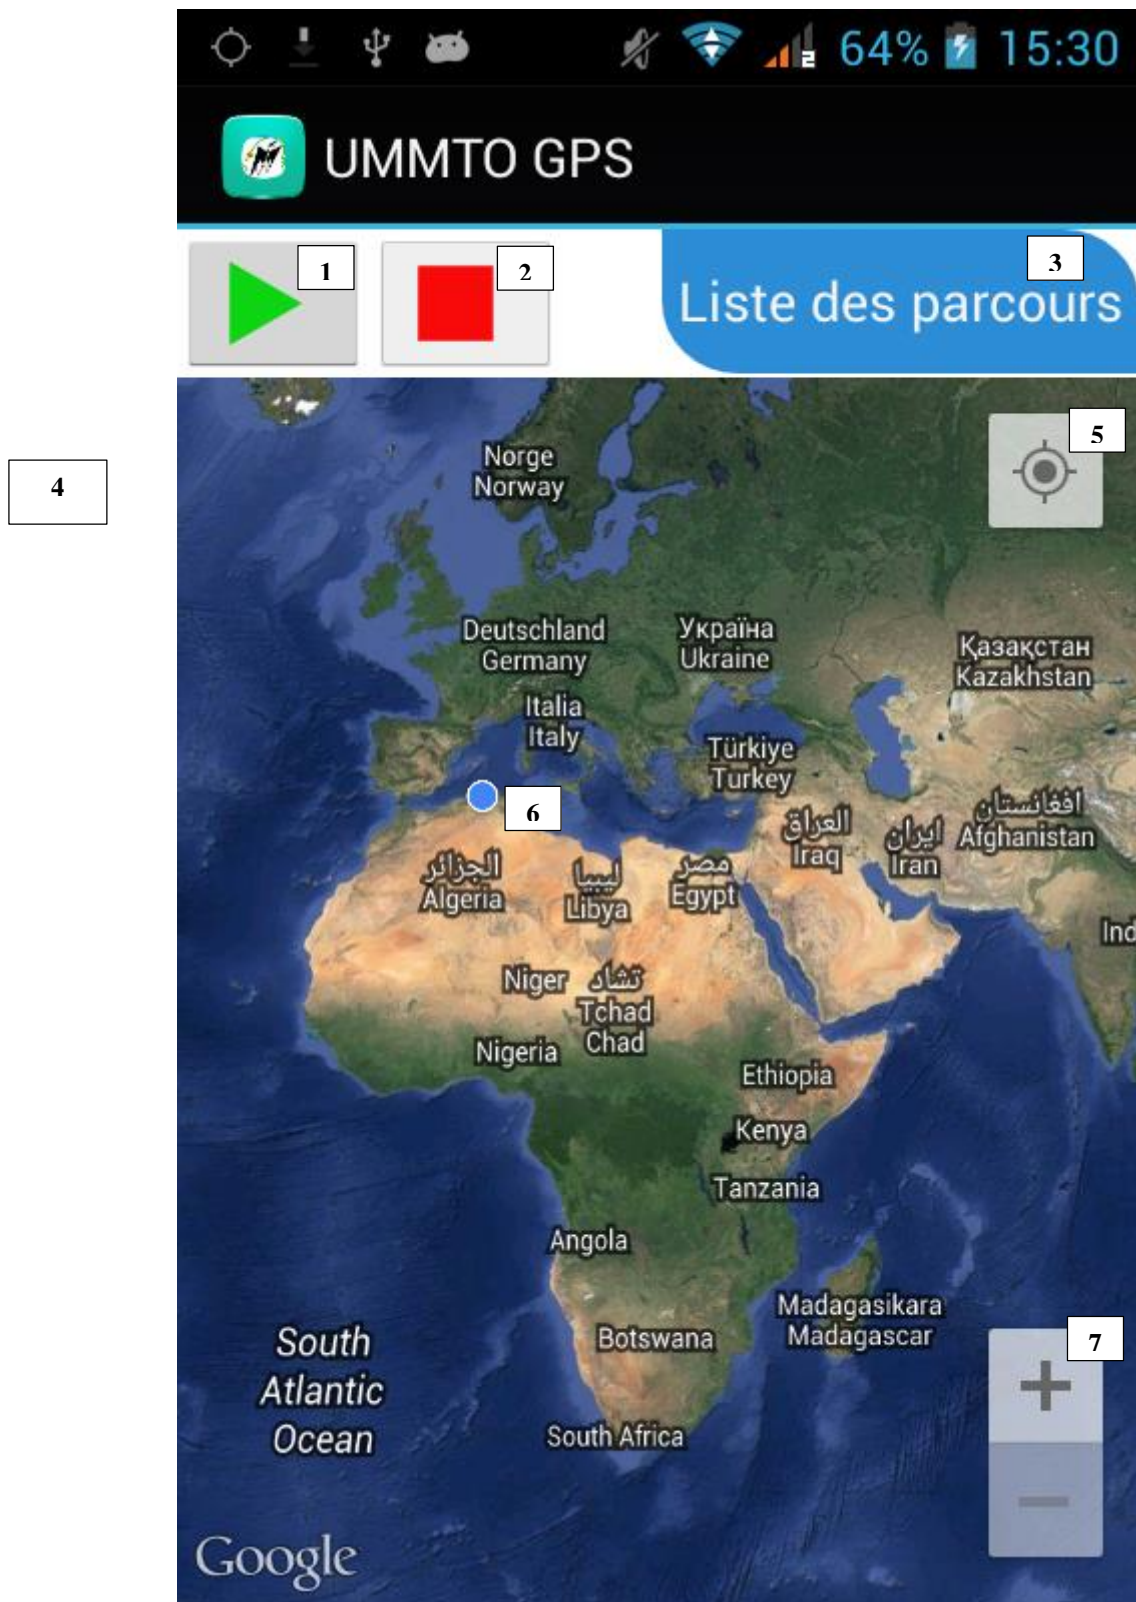 64% 15:30
UMMTO GPS
1
2
3
Liste des parcours
4
5
Norge
Norway
Deutschland
Germany
Україна
Ukraine
Қазақстан
Kazakhstan
Italia
Italy
Türkiye
Turkey
6
العراق
Iraq
ایران
Iran
افغانستان
Afghanistan
الجزائر
Algeria
ليبيا
Libya
مصر
Egypt
Ind
Niger
تشاد
Tchad
Chad
Nigeria
Ethiopia
Kenya
Tanzania
Angola
Madagasikara
Madagascar
Botswana
South
Atlantic
Ocean
South Africa
7
+
−
Google